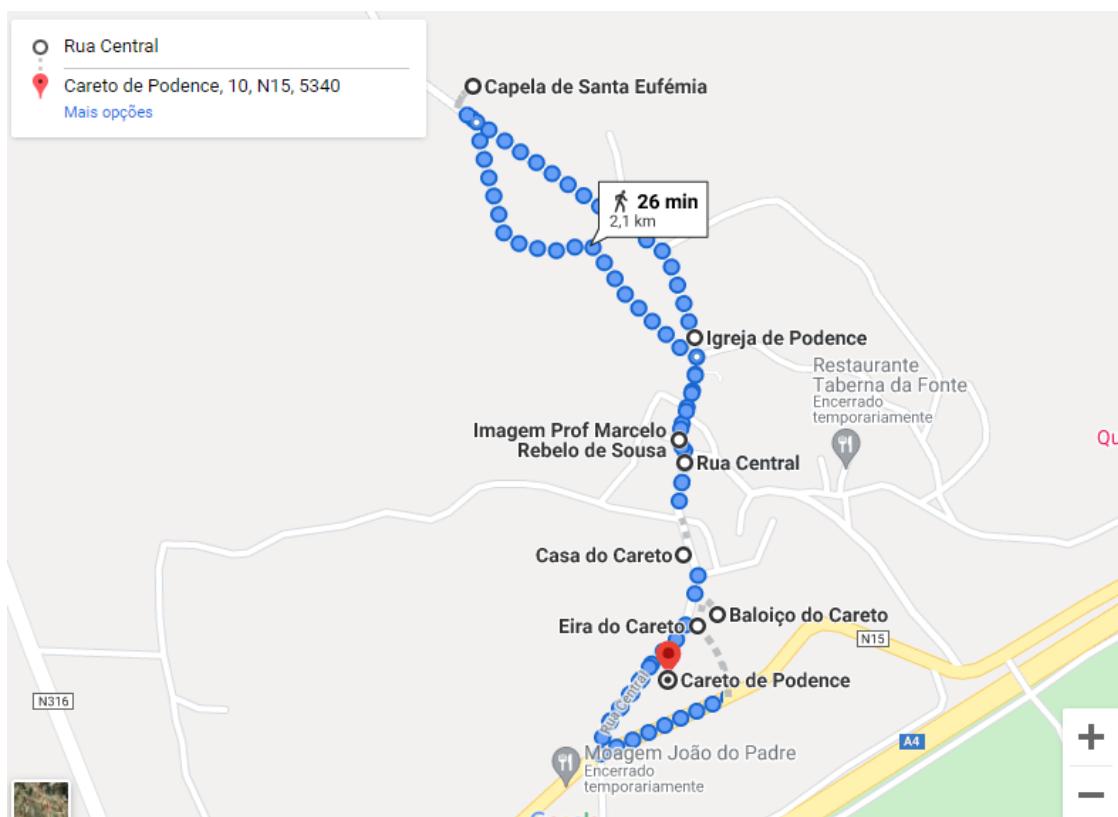 Rua Central
Careto de Podence, 10, N15, 5340
Mais opções
Capela de Santa Eufémia
26 min
2,1 km
Igreja de Podence
Restaurante
Taberna da Fonte
Encerrado
temporariamente
Imagem Prof Marcelo
Rebelo de Sousa
Qu
Rua Central
Casa do Careto
Baloiço do Careto
Eira do Careto
N15
Careto de Podence
Rua Central
N316
A4
Moagem João do Padre
Encerrado
temporariamente
Google